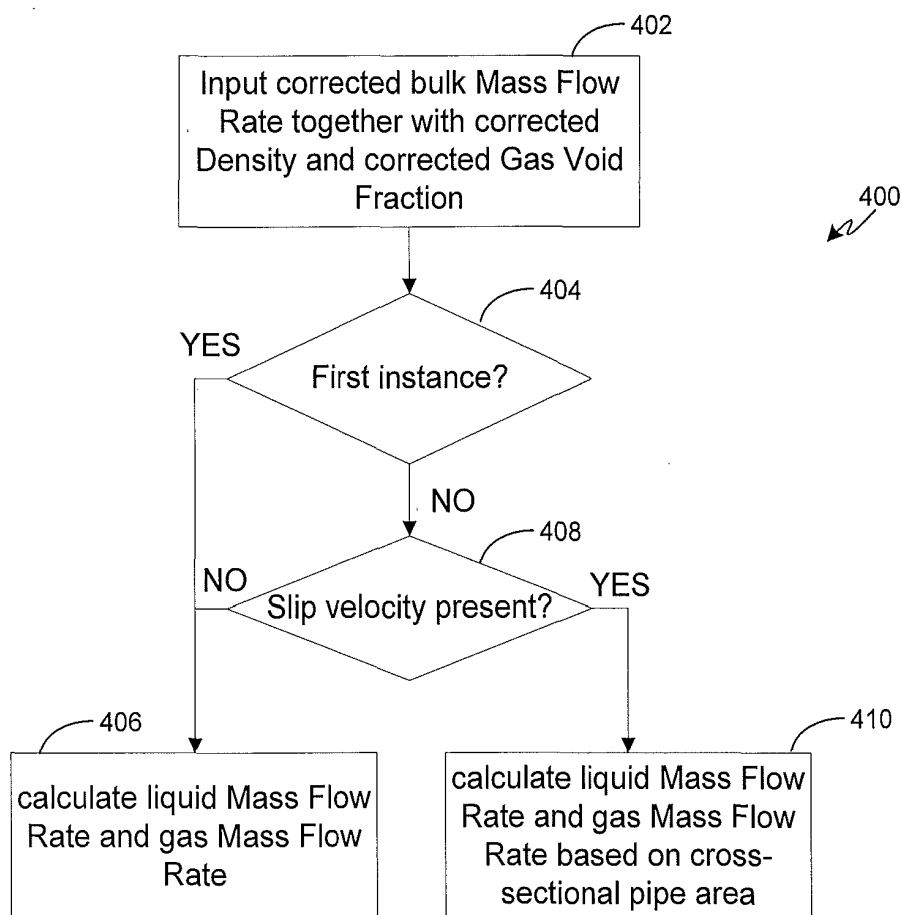 402
Input corrected bulk Mass Flow
Rate together with corrected
Density and corrected Gas Void
Fraction
400
404
YES
First instance?
NO
408
NO
YES
Slip velocity present?
406
410
calculate liquid Mass Flow
Rate and gas Mass Flow
Rate
calculate liquid Mass Flow
Rate and gas Mass Flow
Rate based on cross-
sectional pipe area